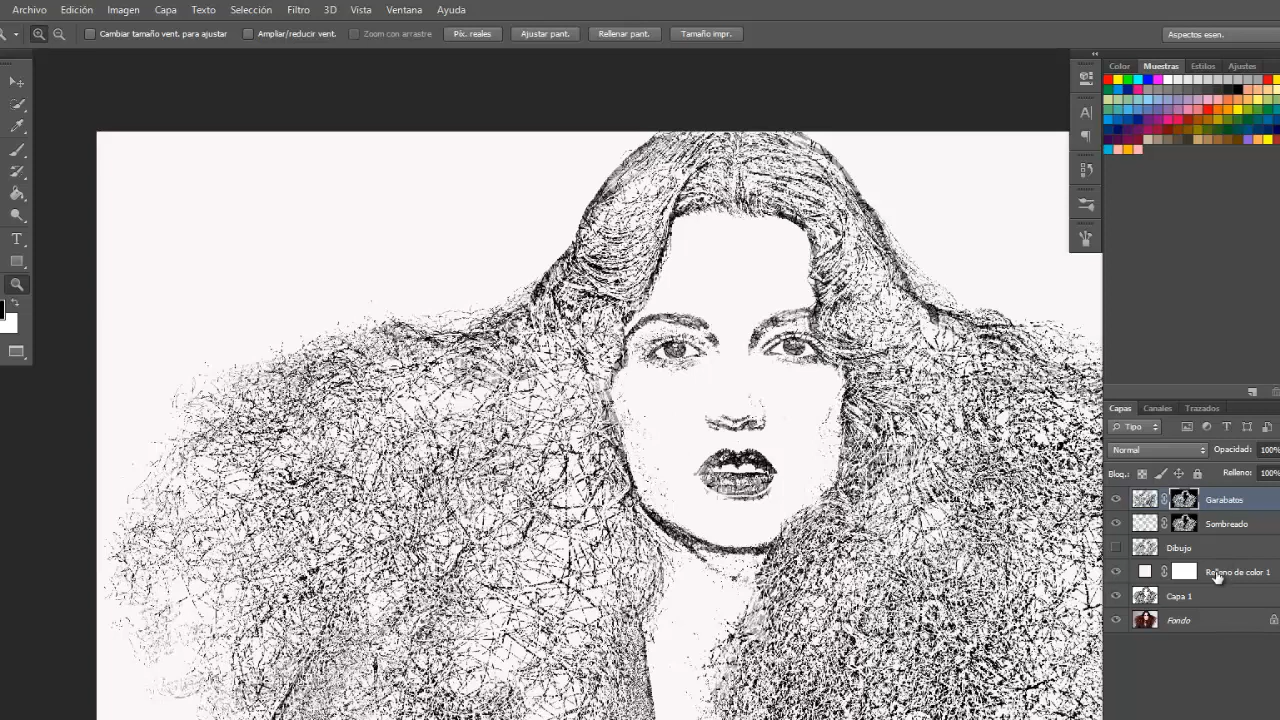 Archivo Edición Imagen Capa Texto Selección Filtro 3D Vista Ventana Ayuda
Cambiar tamaño vent. para ajustar Ampliar/reducir vent. Zoom con arrastre Píx. reales Ajustar pant. Rellenar pant. Tamaño impr. Aspectos esen.
Color Muestras Estilos Ajustes
Capas Canales Trazados
Tipo
Normal Opacidad: 100%
Bloq.: Relleno: 100%
Garabatos
Sombreado
Dibujo
Relleno de color 1
Capa 1
Fondo